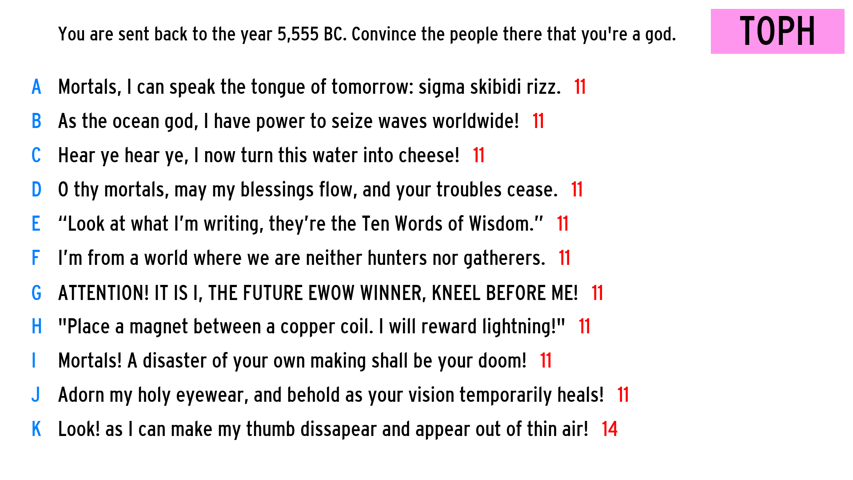 You are sent back to the year 5,555 BC. Convince the people there that you're a god.
TOPH
A Mortals, I can speak the tongue of tomorrow: sigma skibidi rizz. 11
B As the ocean god, I have power to seize waves worldwide! 11
C Hear ye hear ye, I now turn this water into cheese! 11
D O thy mortals, may my blessings flow, and your troubles cease. 11
E “Look at what I’m writing, they’re the Ten Words of Wisdom.” 11
F I’m from a world where we are neither hunters nor gatherers. 11
G ATTENTION! IT IS I, THE FUTURE EWOW WINNER, KNEEL BEFORE ME! 11
H "Place a magnet between a copper coil. I will reward lightning!" 11
I Mortals! A disaster of your own making shall be your doom! 11
J Adorn my holy eyewear, and behold as your vision temporarily heals! 11
K Look! as I can make my thumb dissapear and appear out of thin air! 14